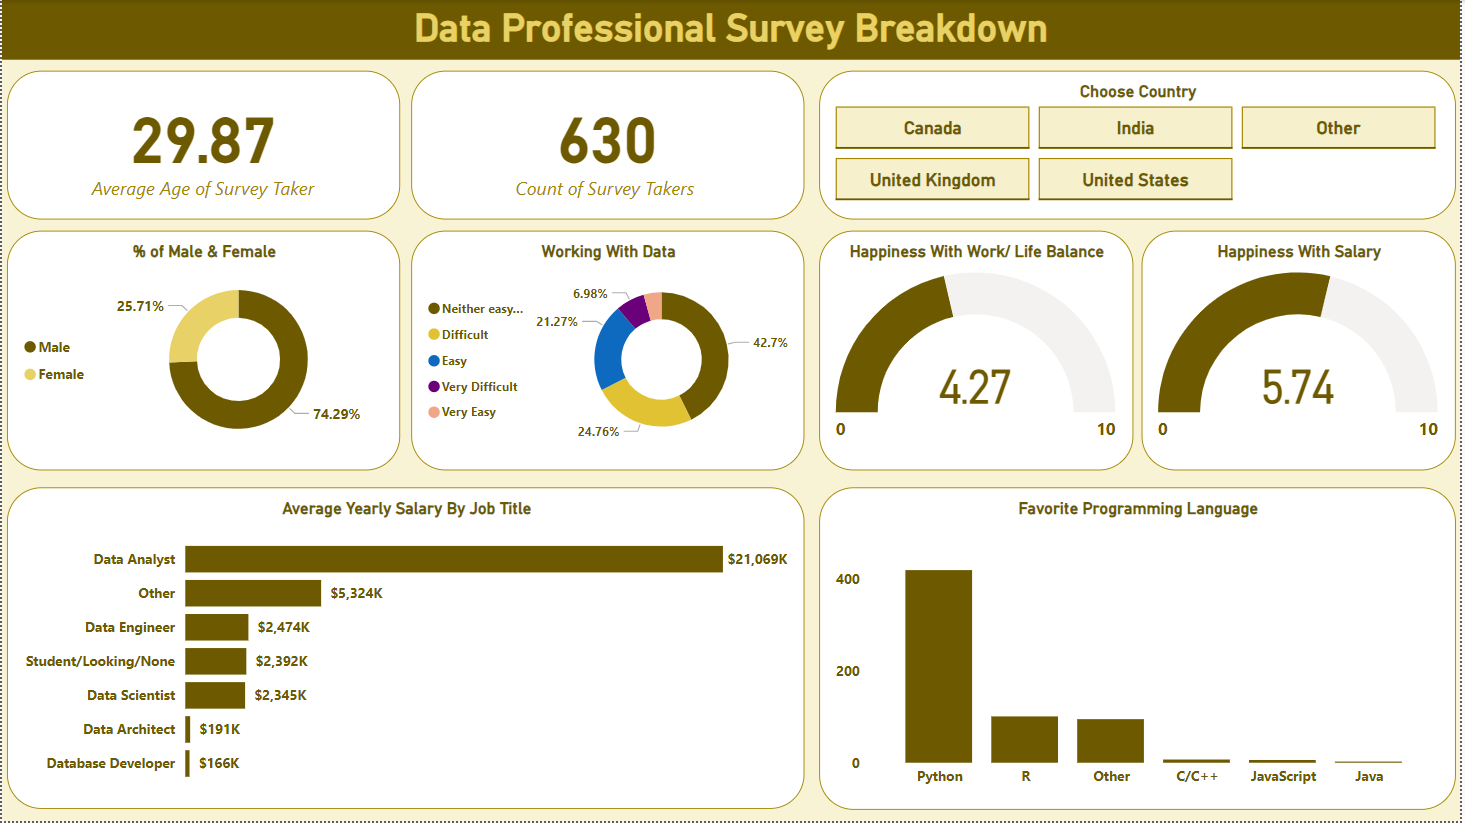 Data Professional Survey Breakdown
29.87
Average Age of Survey Taker
630
Count of Survey Takers
Choose Country
Canada
India
Other
United Kingdom
United States
% of Male & Female
Male
Female
25.71%
74.29%
Working With Data
Neither easy...
Difficult
Easy
Very Difficult
Very Easy
6.98%
21.27%
42.7%
24.76%
Happiness With Work/ Life Balance
4.27
0
10
Happiness With Salary
5.74
0
10
Average Yearly Salary By Job Title
Data Analyst $21,069K
Other $5,324K
Data Engineer $2,474K
Student/Looking/None $2,392K
Data Scientist $2,345K
Data Architect $191K
Database Developer $166K
Favorite Programming Language
400
200
0
Python R Other C/C++ JavaScript Java